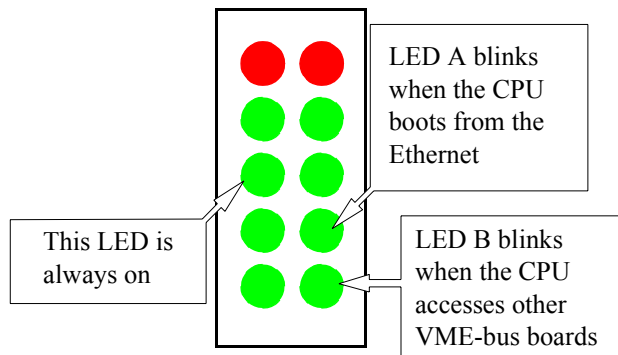 LED A blinks
when the CPU
boots from the
Ethernet
This LED is
always on
LED B blinks
when the CPU
accesses other
VME-bus boards